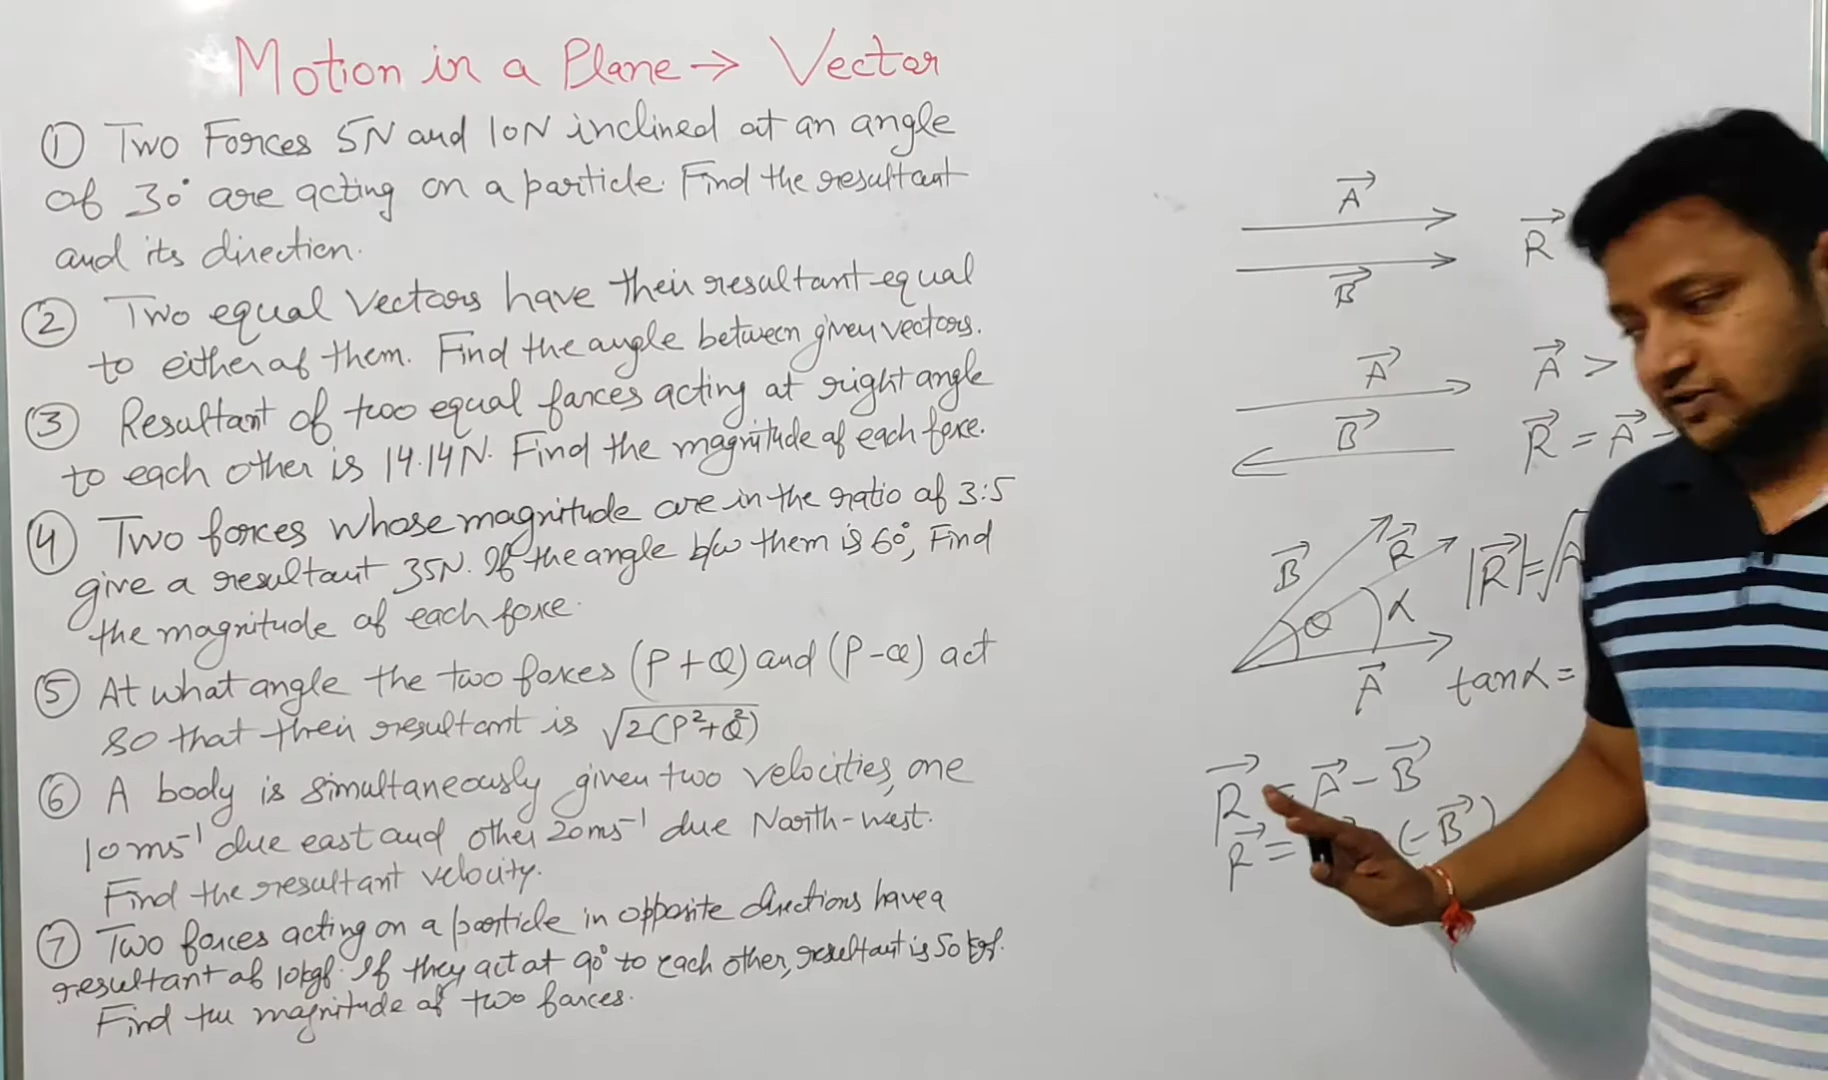 Motion in a Plane → Vector
① Two Forces 5N and 10N inclined at an angle
of 30° are acting on a particle. Find the resultant
and its direction.
② Two equal Vectors have their resultant equal
to either of them. Find the angle between given vectors.
③ Resultant of two equal forces acting at right angle
to each other is 14.14N. Find the magnitude of each force.
④ Two forces whose magnitude are in the ratio of 3:5
give a resultant 35N. If the angle b/w them is 60°, Find
the magnitude of each force.
⑤ At what angle the two forces (P+Q) and (P-Q) act
so that their resultant is √2(P²+Q²)
⑥ A body is simultaneously given two velocities, one
10ms⁻¹ due east and other 20ms⁻¹ due North-west.
Find the resultant velocity.
⑦ Two forces acting on a particle in opposite directions have a
resultant of 10kgf. If they act at 90° to each other, resultant is 50 kgf.
Find the magnitude of two forces.
A⃗
B⃗
R⃗
A⃗
B⃗
A⃗ >
R⃗ = A⃗ -
B⃗
R⃗
θ
α
A⃗
|R⃗| = √A
tanα =
R⃗ = A⃗ - B⃗
R⃗ = (-B⃗)